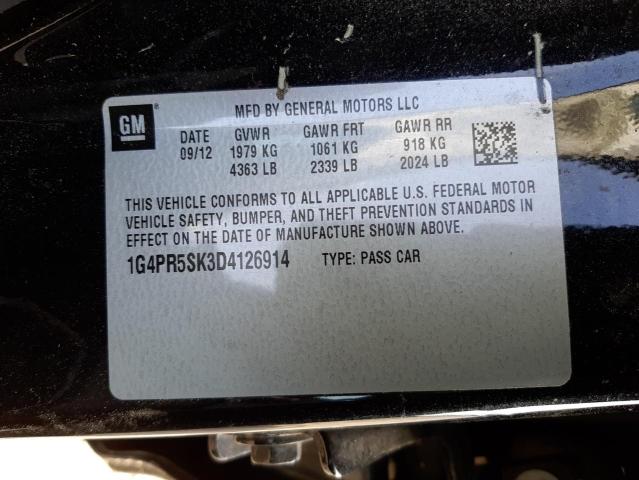 GM®
MFD BY GENERAL MOTORS LLC
DATE GVWR GAWR FRT GAWR RR
09/12 1979 KG 1061 KG 918 KG
4363 LB 2339 LB 2024 LB
THIS VEHICLE CONFORMS TO ALL APPLICABLE U.S. FEDERAL MOTOR
VEHICLE SAFETY, BUMPER, AND THEFT PREVENTION STANDARDS IN
EFFECT ON THE DATE OF MANUFACTURE SHOWN ABOVE.
1G4PR5SK3D4126914 TYPE: PASS CAR